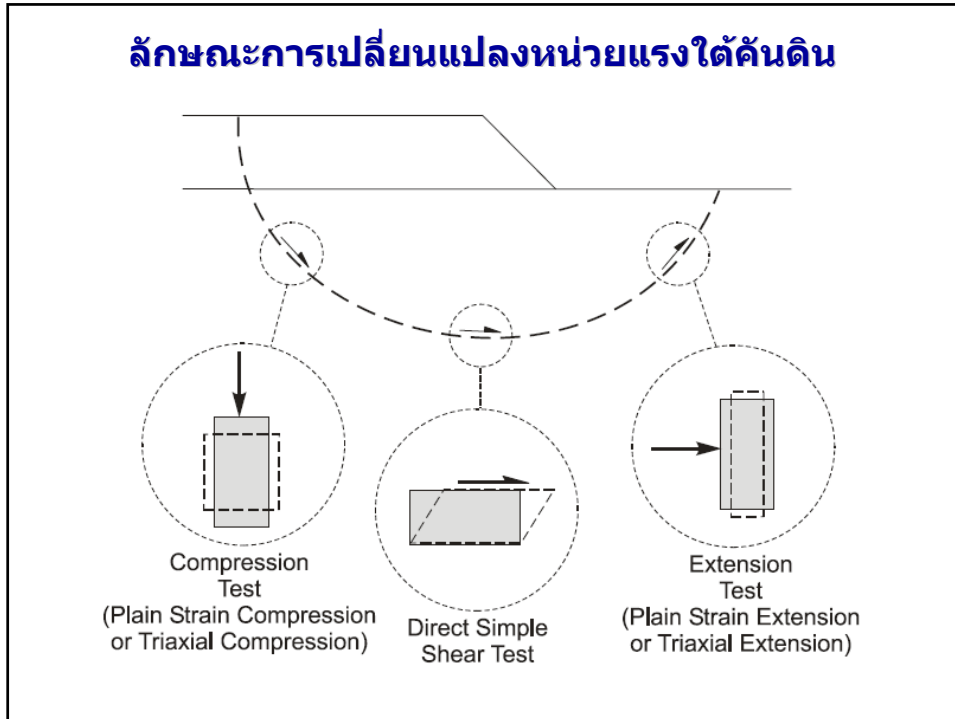 ลักษณะการเปลี่ยนแปลงหน่วยแรงใต้คันดิน
Compression
Test
(Plain Strain Compression
or Triaxial Compression)
Direct Simple
Shear Test
Extension
Test
(Plain Strain Extension
or Triaxial Extension)